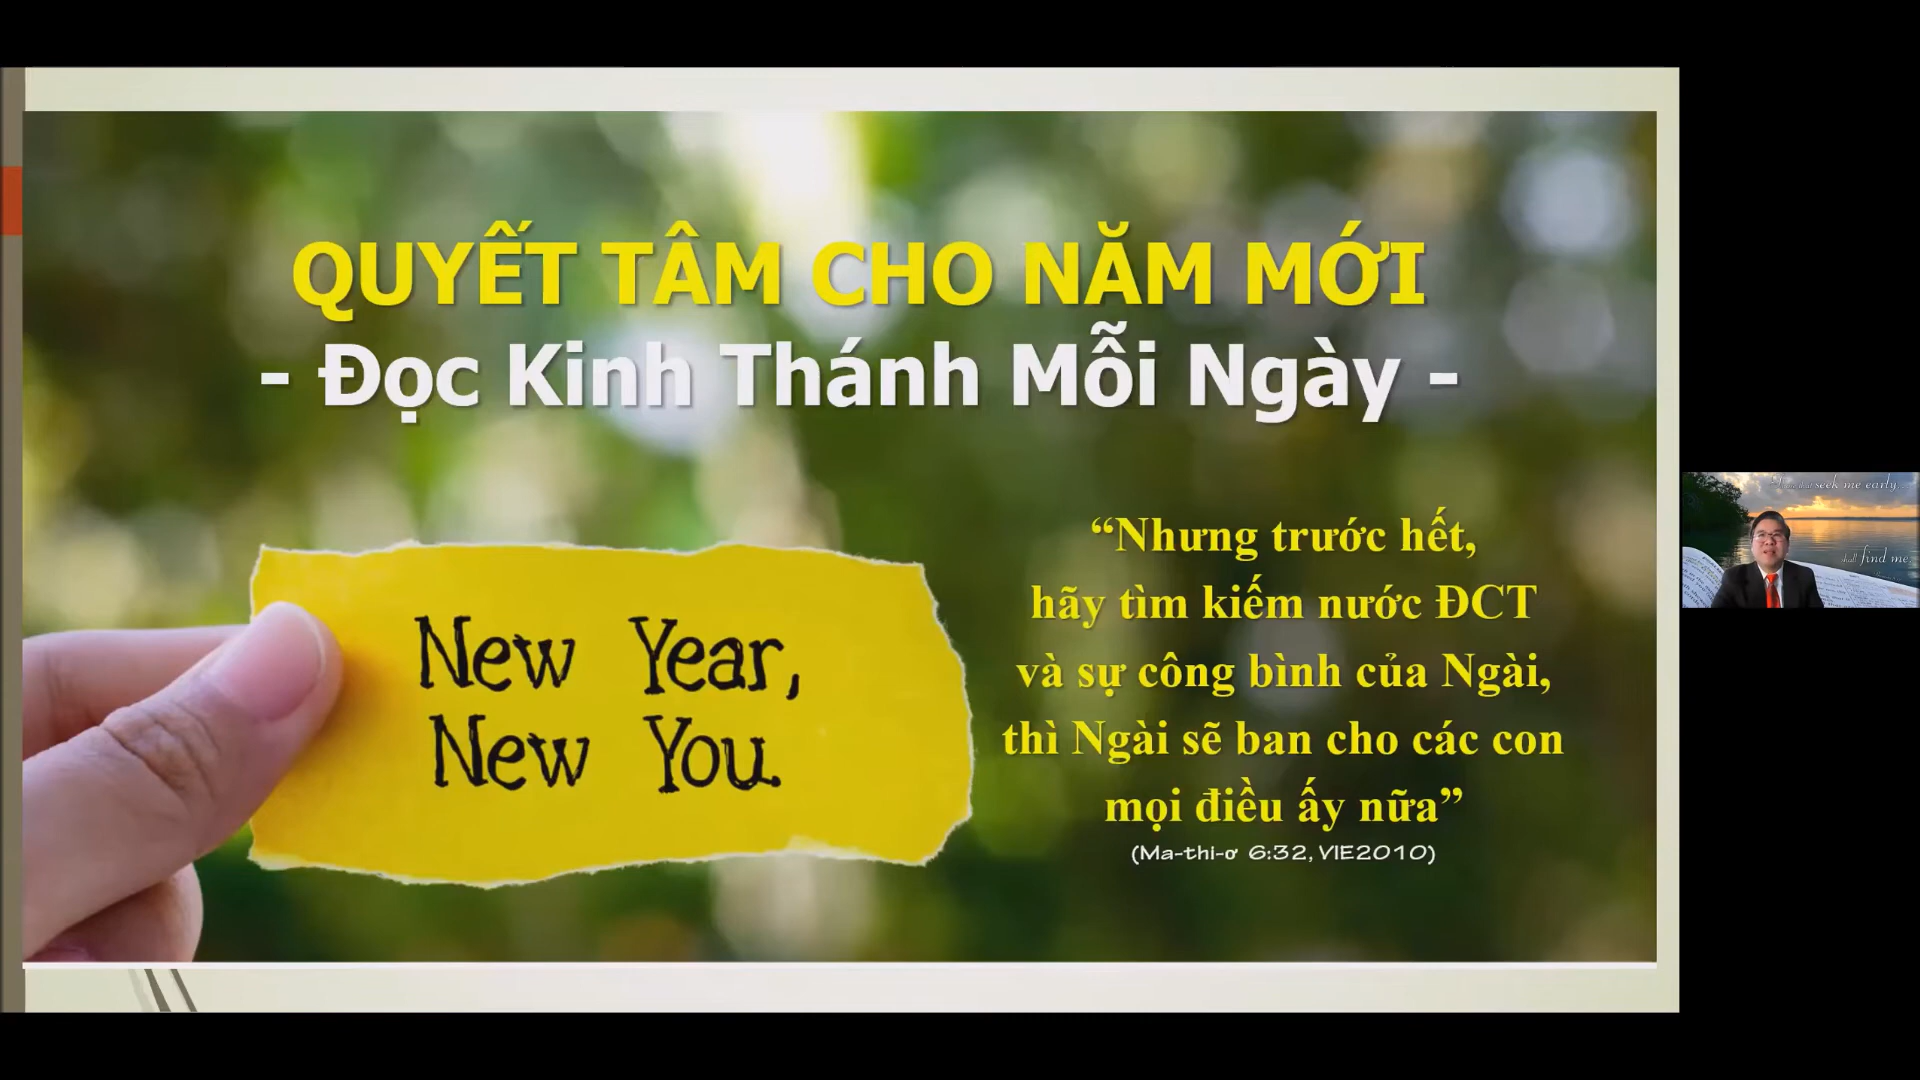 QUYẾT TÂM CHO NĂM MỚI
- Đọc Kinh Thánh Mỗi Ngày -
New Year,
New You.
“Nhưng trước hết,
hãy tìm kiếm nước ĐCT
và sự công bình của Ngài,
thì Ngài sẽ ban cho các con
mọi điều ấy nữa”
(Ma-thi-ơ 6:32, VIE2010)
seek me early...
shall find me.